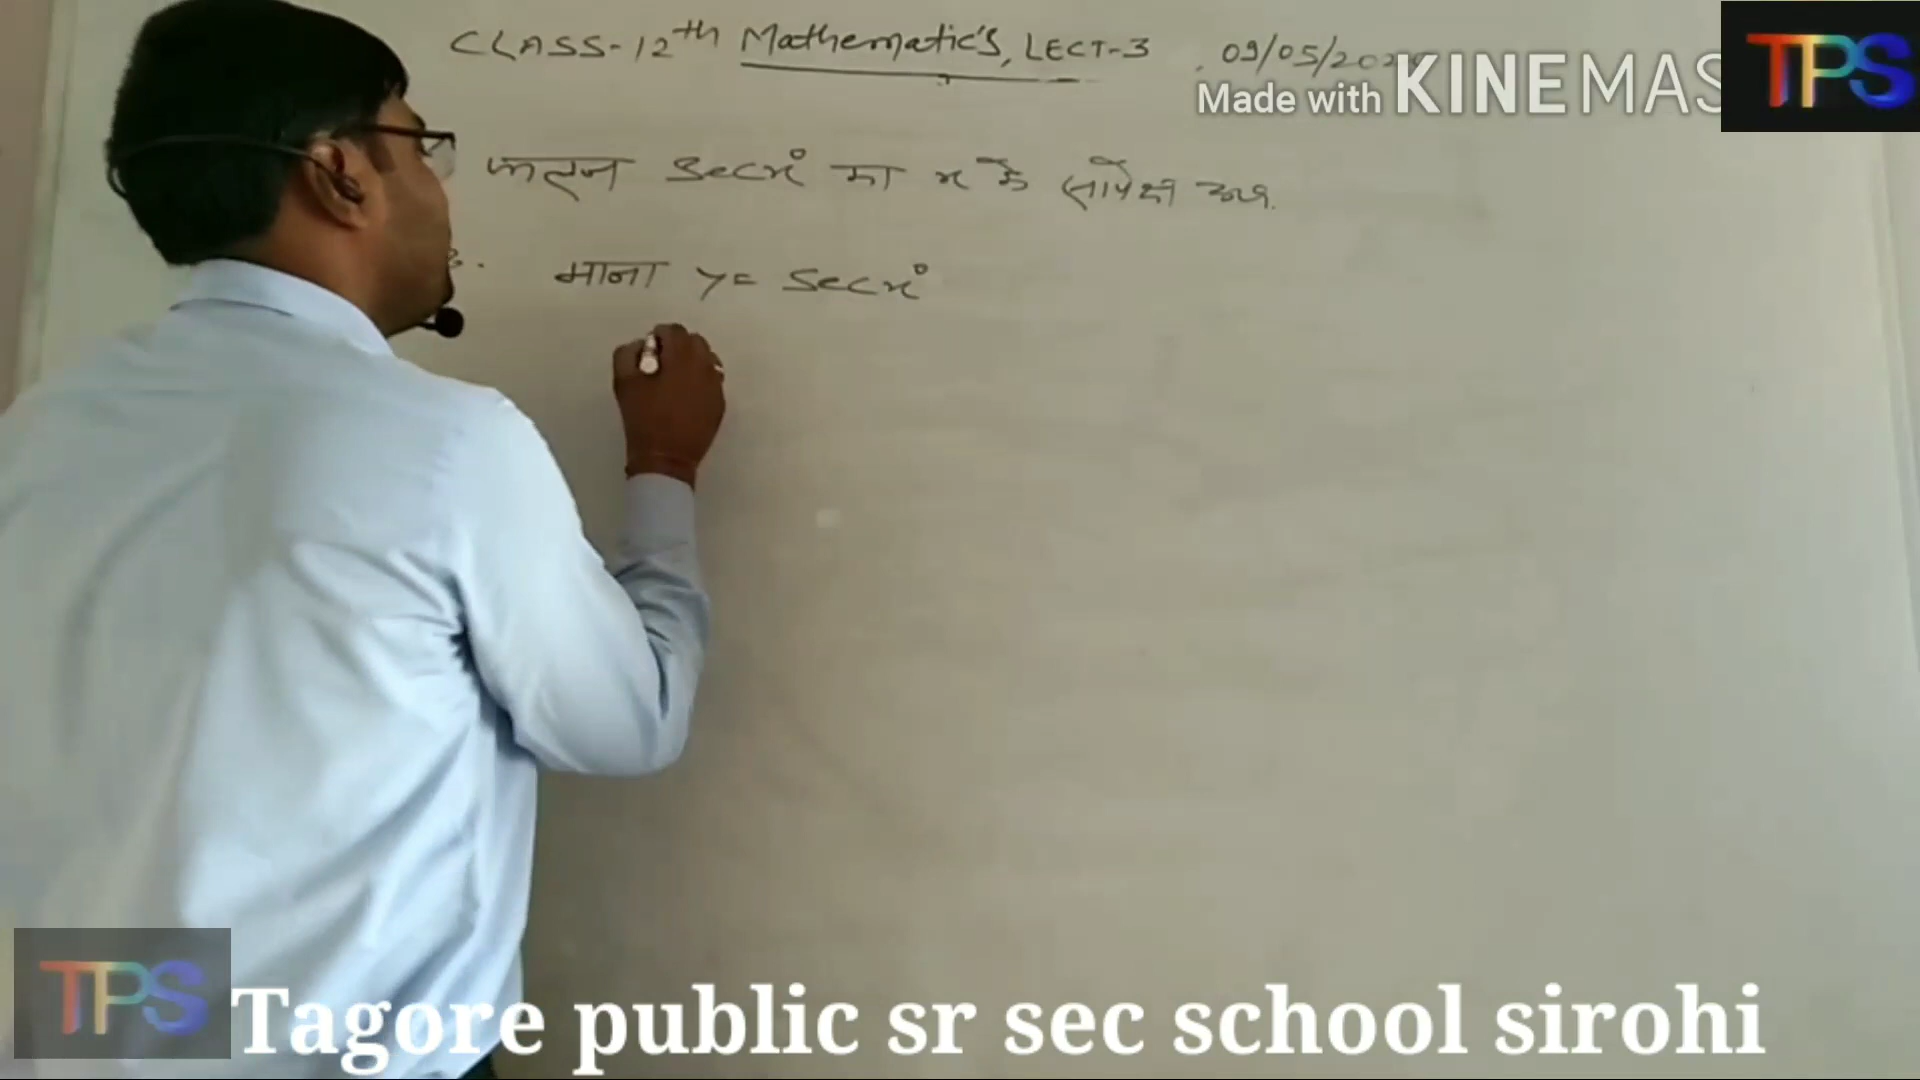 CLASS-12th Mathematic's, LECT-3, 09/05/202
Made with KINEMAS
TPS
फलन Secx° का x के सापेक्ष अव.
माना y= Secx°
TPS
Tagore public sr sec school sirohi